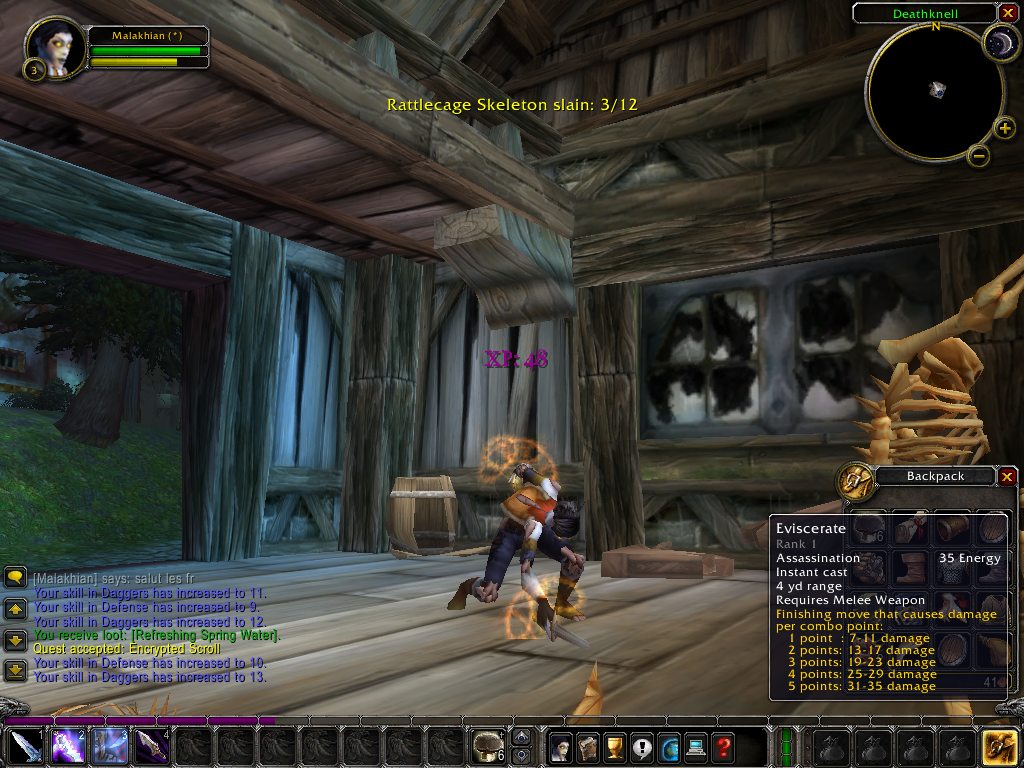 Malakhian (*)
3
Deathknell
N
Rattlecage Skeleton slain: 3/12
XP: 48
Backpack
Eviscerate
Rank 1
Assassination 35 Energy
Instant cast
4 yd range
Requires Melee Weapon
Finishing move that causes damage
per combo point:
1 point : 7-11 damage
2 points: 13-17 damage
3 points: 19-23 damage
4 points: 25-29 damage
5 points: 31-35 damage
41
[Malakhian] says: salut les fr
Your skill in Daggers has increased to 11.
Your skill in Defense has increased to 9.
Your skill in Daggers has increased to 12.
You receive loot: [Refreshing Spring Water].
Quest accepted: Encrypted Scroll
Your skill in Defense has increased to 10.
Your skill in Daggers has increased to 13.
2
3
6